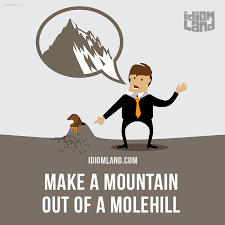 idiom
Land
IDIOMLAND.COM
MAKE A MOUNTAIN
OUT OF A MOLEHILL